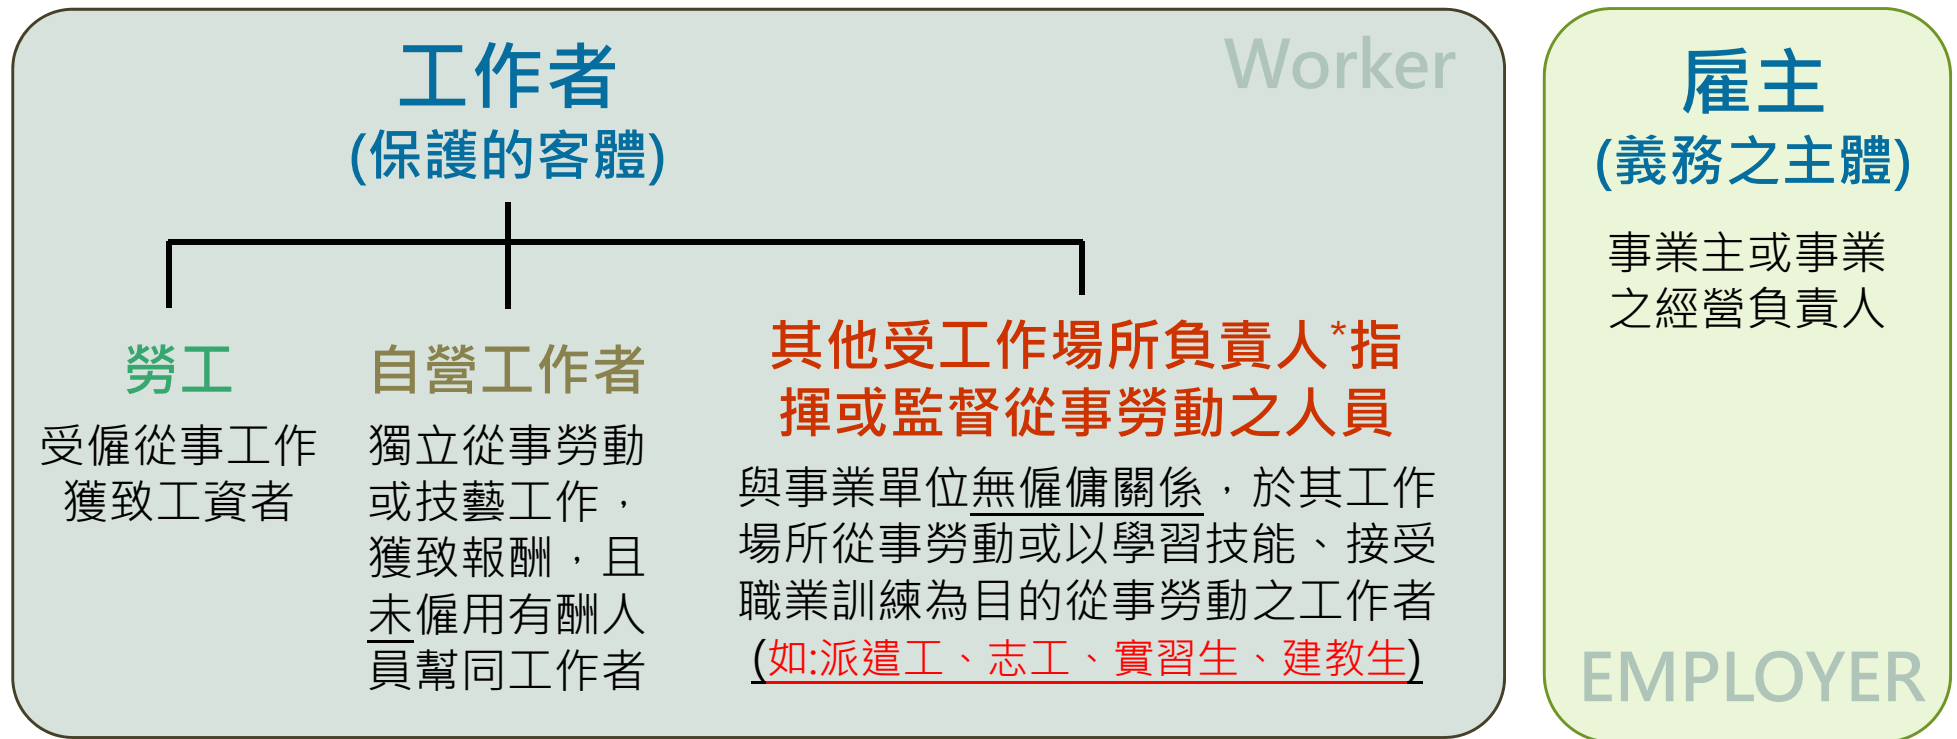 工作者
(保護的客體)
Worker
勞工
受僱從事工作
獲致工資者
自營工作者
獨立從事勞動
或技藝工作，
獲致報酬，且
未僱用有酬人
員幫同工作者
其他受工作場所負責人*指
揮或監督從事勞動之人員
與事業單位無僱傭關係，於其工作
場所從事勞動或以學習技能、接受
職業訓練為目的從事勞動之工作者
(如:派遣工、志工、實習生、建教生)
雇主
(義務之主體)
事業主或事業
之經營負責人
EMPLOYER